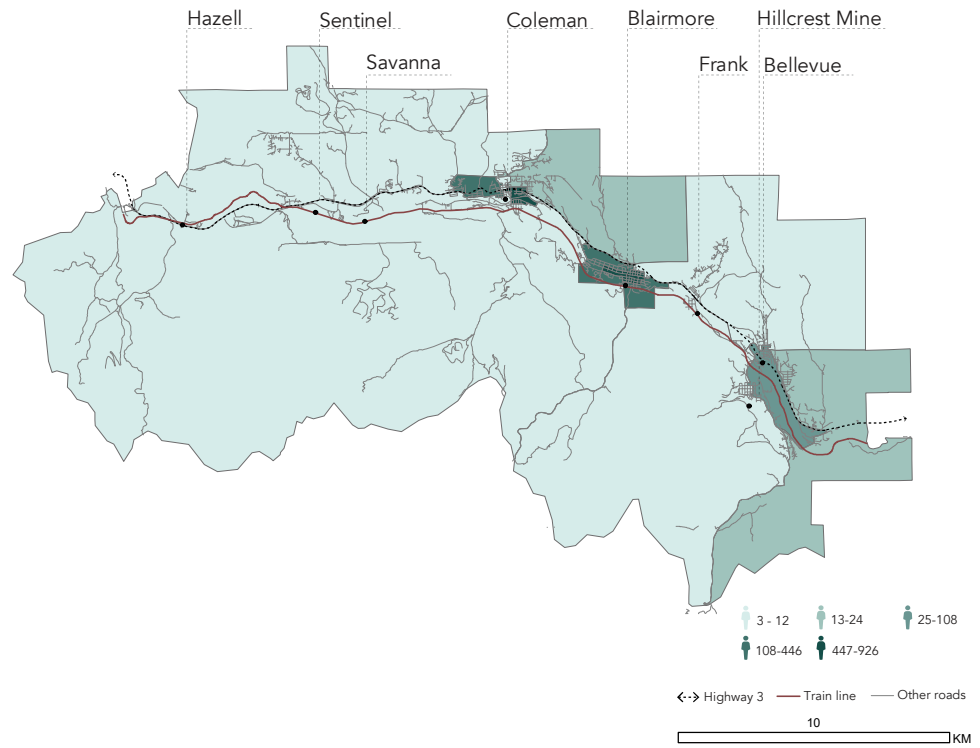 Hazell
Sentinel
Coleman
Blairmore
Hillcrest Mine
Savanna
Frank
Bellevue
3 - 12
13-24
25-108
108-446
447-926
Highway 3
Train line
Other roads
10
KM